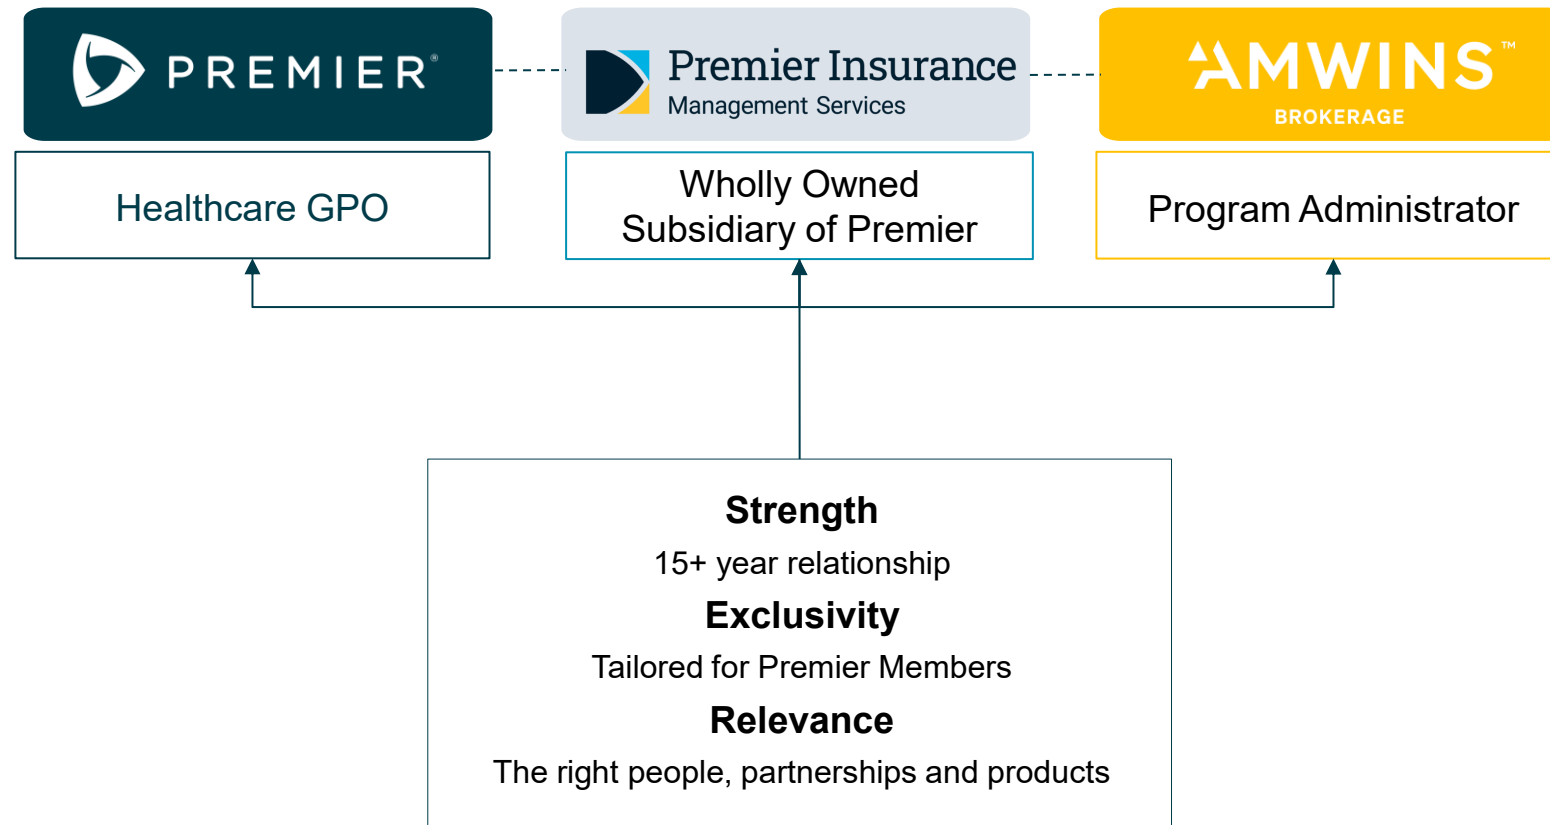 PREMIER®
Premier Insurance
Management Services
AMWINS™
BROKERAGE
Healthcare GPO
Wholly Owned
Subsidiary of Premier
Program Administrator
Strength
15+ year relationship
Exclusivity
Tailored for Premier Members
Relevance
The right people, partnerships and products